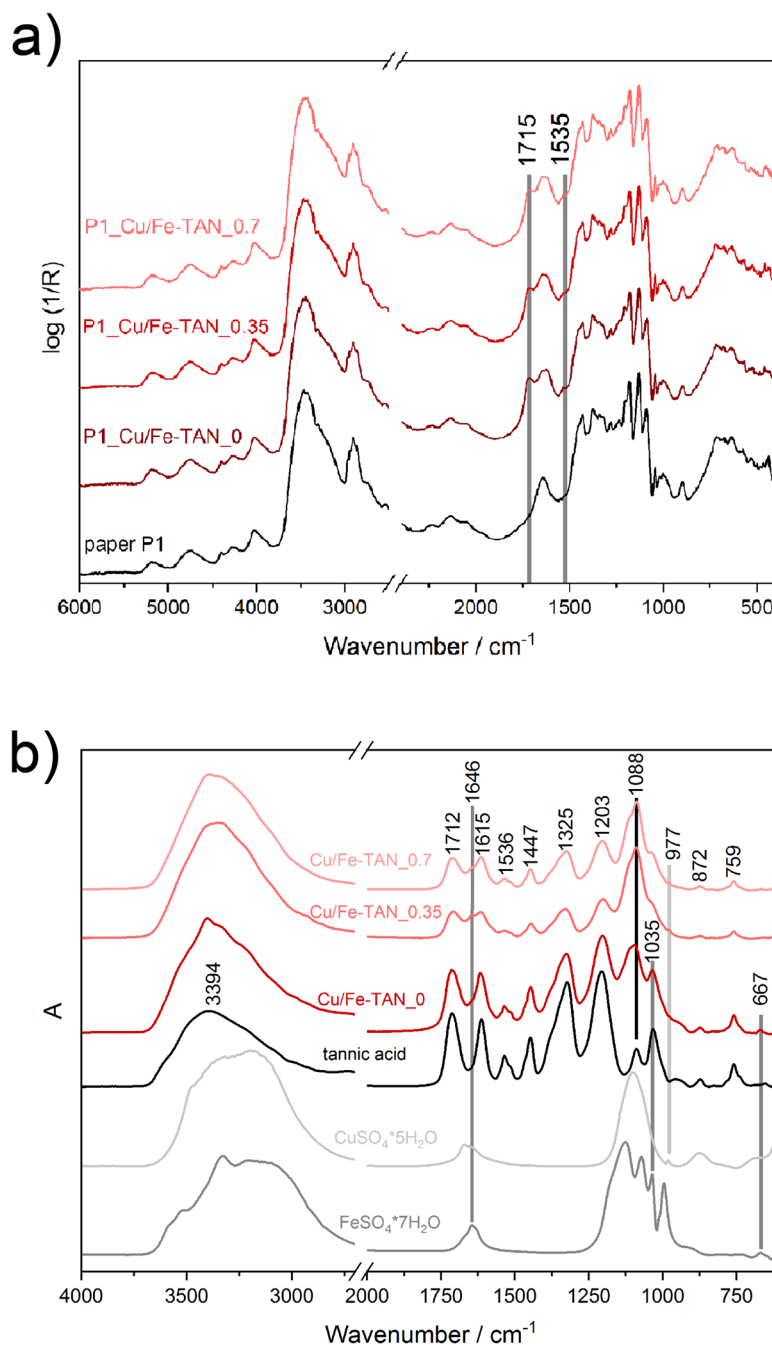 a)
1715
1535
P1_Cu/Fe-TAN_0.7
P1_Cu/Fe-TAN_0.35
P1_Cu/Fe-TAN_0
paper P1
log (1/R)
6000 5000 4000 3000 2000 1500 1000 500
Wavenumber / cm⁻¹
b)
1712
1646
1615
1536
1447
1325
1203
1088
977
872
759
Cu/Fe-TAN_0.7
Cu/Fe-TAN_0.35
1035
3394
Cu/Fe-TAN_0
667
tannic acid
CuSO₄*5H₂O
FeSO₄*7H₂O
A
4000 3500 3000 2000 1750 1500 1250 1000 750
Wavenumber / cm⁻¹